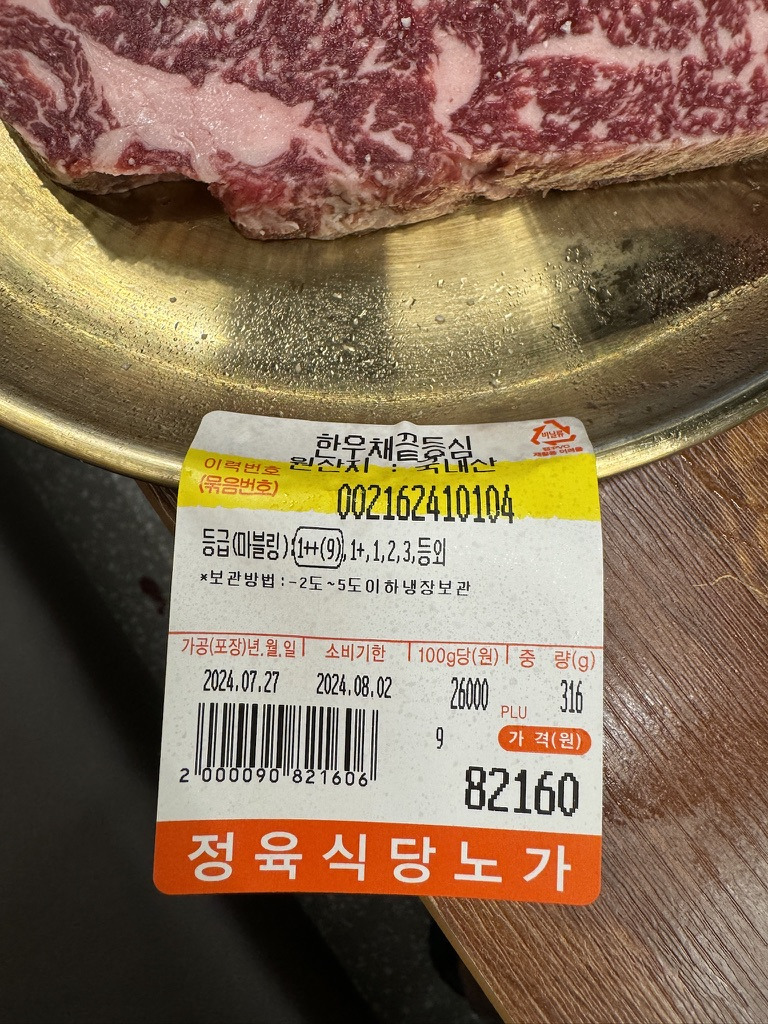 한우채끝등심
비닐류
이력번호 원산지 : 국내산
(묶음번호) 002162410104
등급(마블링):1++(9),1+,1,2,3,등외
*보관방법:-2도~5도이하냉장보관
가공(포장)년.월.일 소비기한 100g당(원) 중 량(g)
2024.07.27 2024.08.02 26000 316
PLU
9 가 격(원)
2 000090 821606
82160
정육식당노가